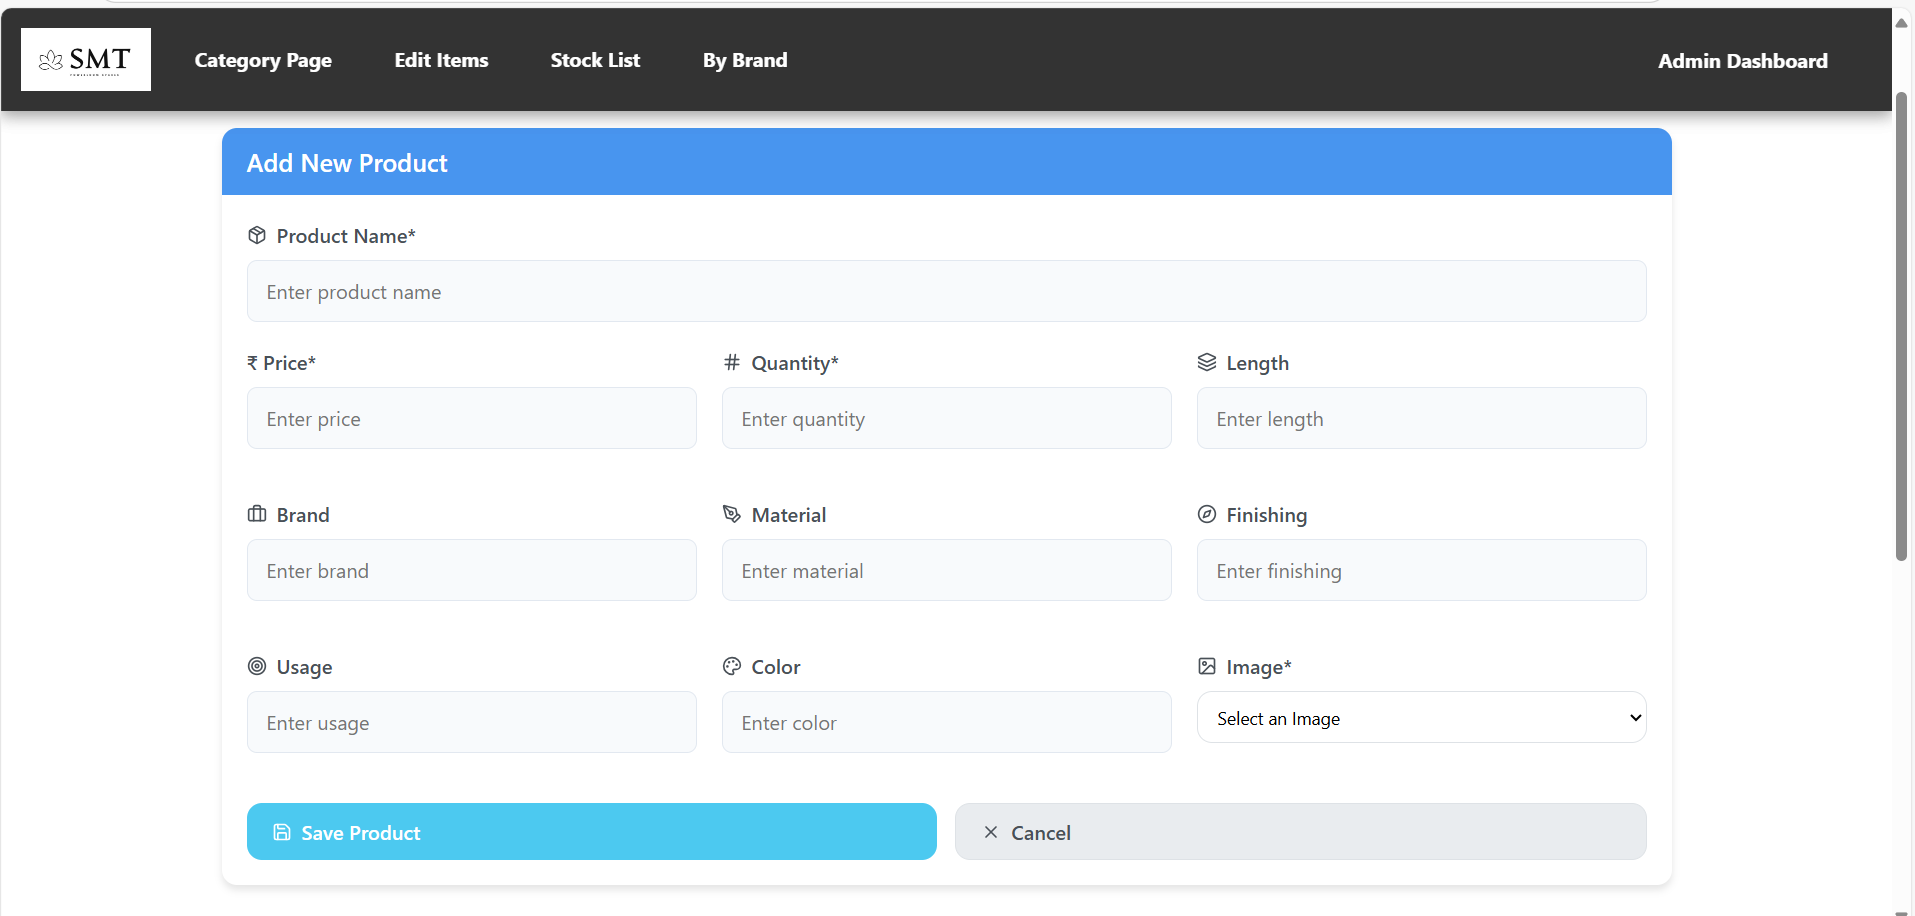 SMT
Category Page
Edit Items
Stock List
By Brand
Admin Dashboard
Add New Product
Product Name*
Enter product name
₹ Price*
# Quantity*
Length
Enter price
Enter quantity
Enter length
Brand
Material
Finishing
Enter brand
Enter material
Enter finishing
Usage
Color
Image*
Enter usage
Enter color
Select an Image
Save Product
Cancel